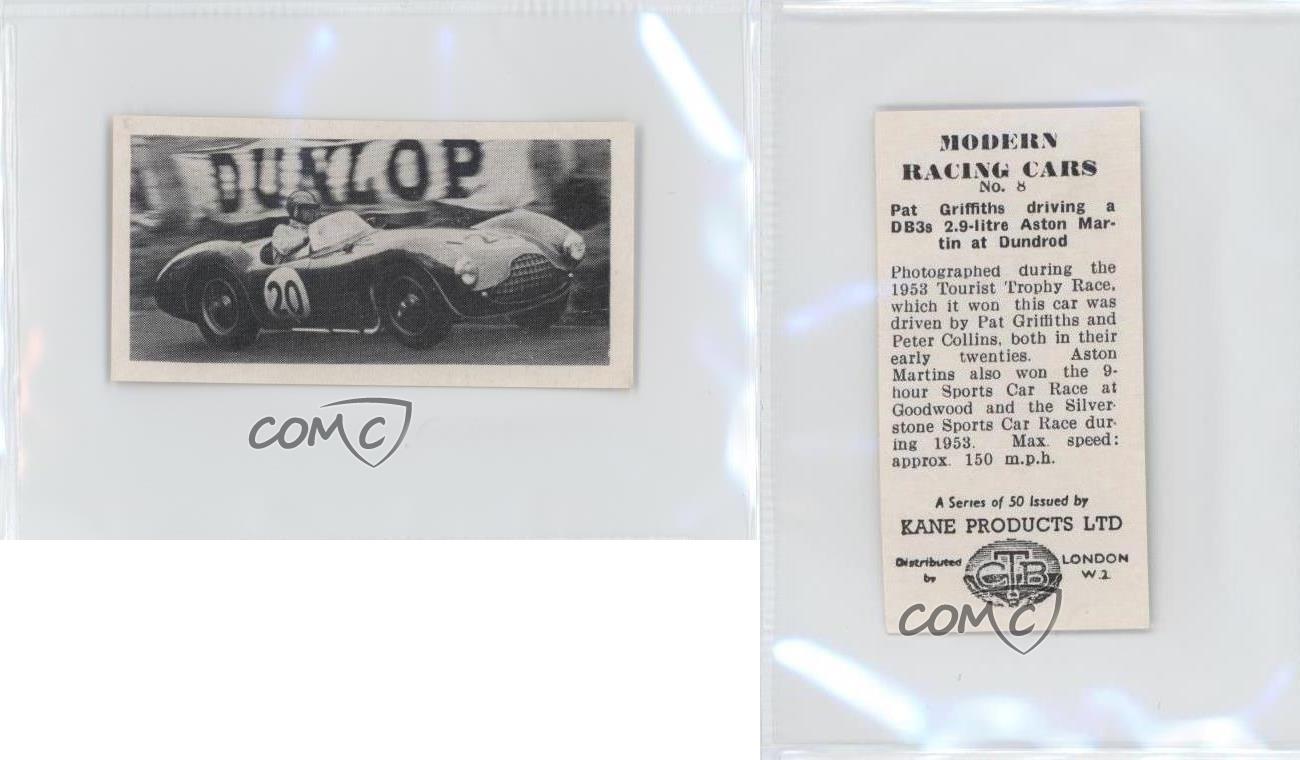 DUNLOP
20
COMC
MODERN
RACING CARS
No. 8
Pat Griffiths driving a
DB3s 2.9-litre Aston Mar-
tin at Dundrod
Photographed during the
1953 Tourist Trophy Race,
which it won this car was
driven by Pat Griffiths and
Peter Collins, both in their
early twenties. Aston
Martins also won the 9-
hour Sports Car Race at
Goodwood and the Silver-
stone Sports Car Race dur-
ing 1953. Max. speed:
approx. 150 m.p.h.
A Series of 50 Issued by
KANE PRODUCTS LTD
Distributed
by
CTB
LONDON
W.2
COMC